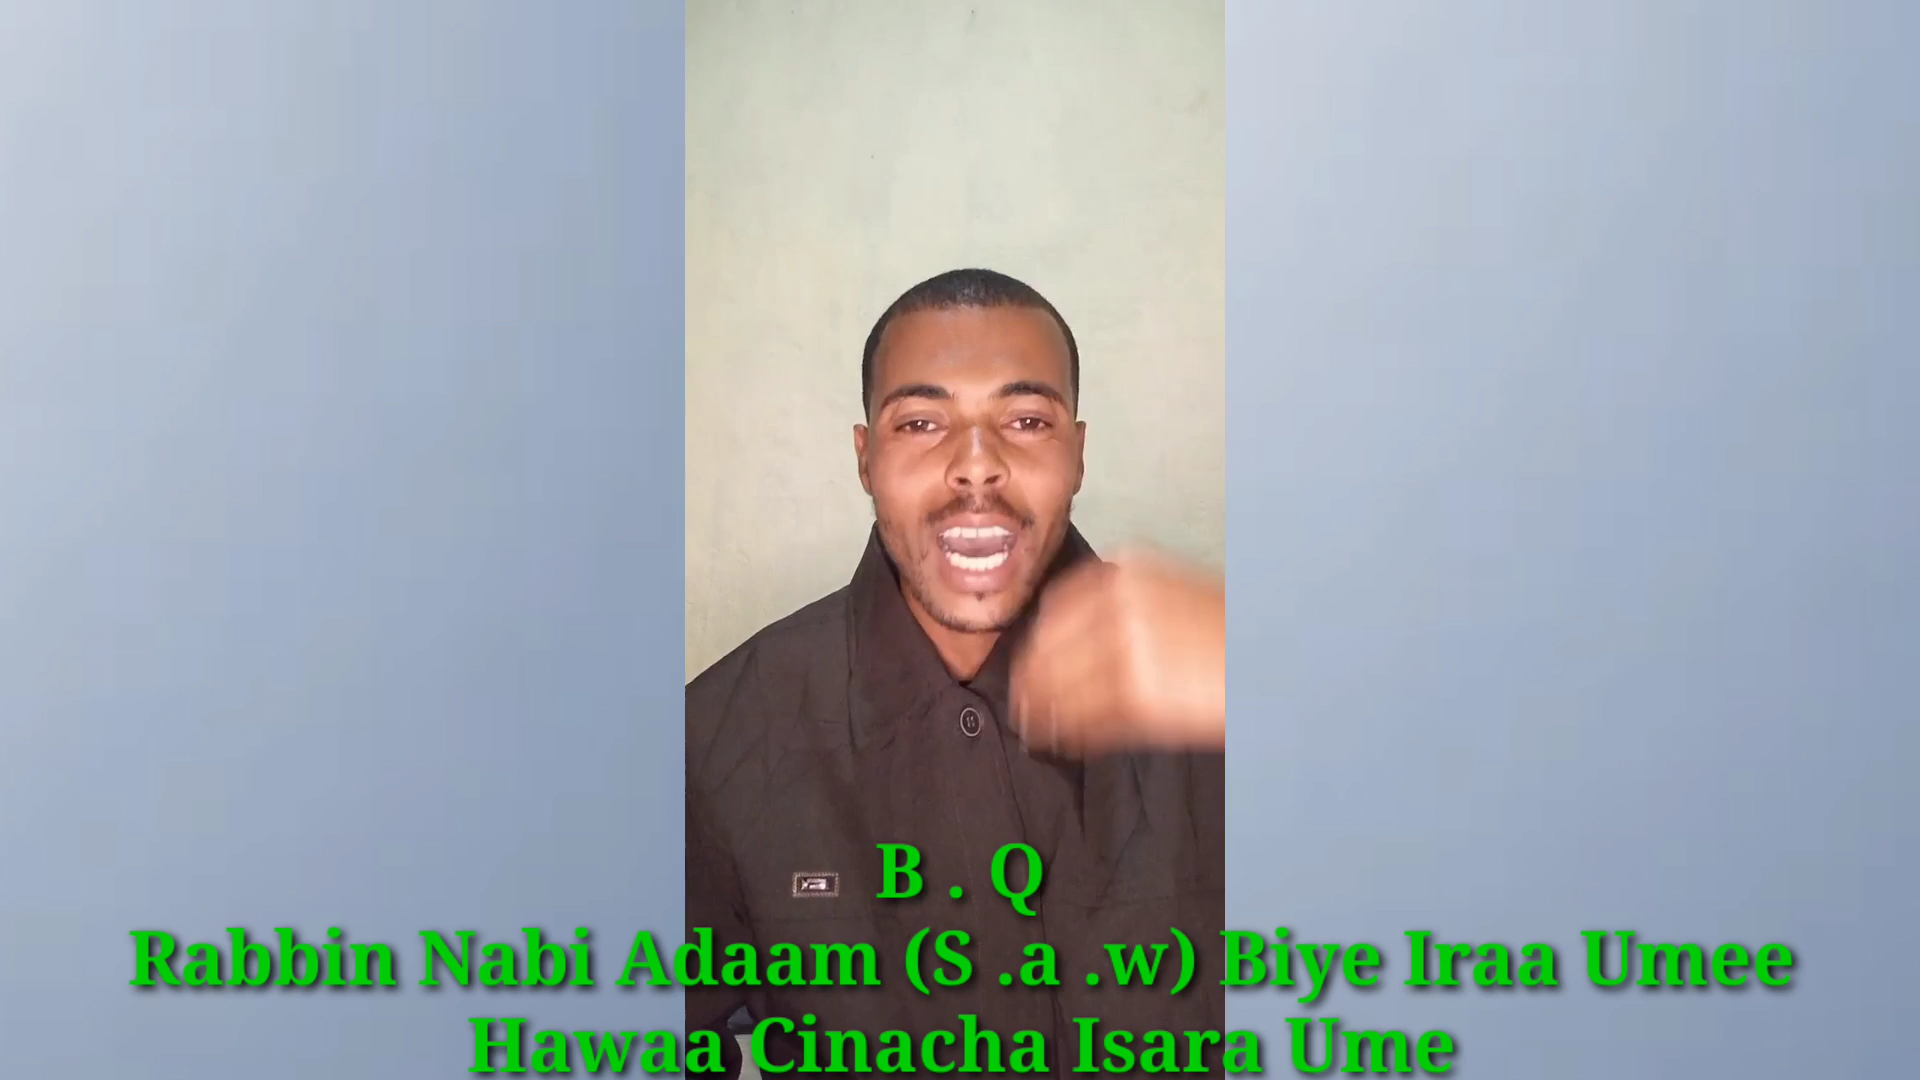 B . Q
Rabbin Nabi Adaam (S .a .w) Biye Iraa Umee
Hawaa Cinacha Isara Ume